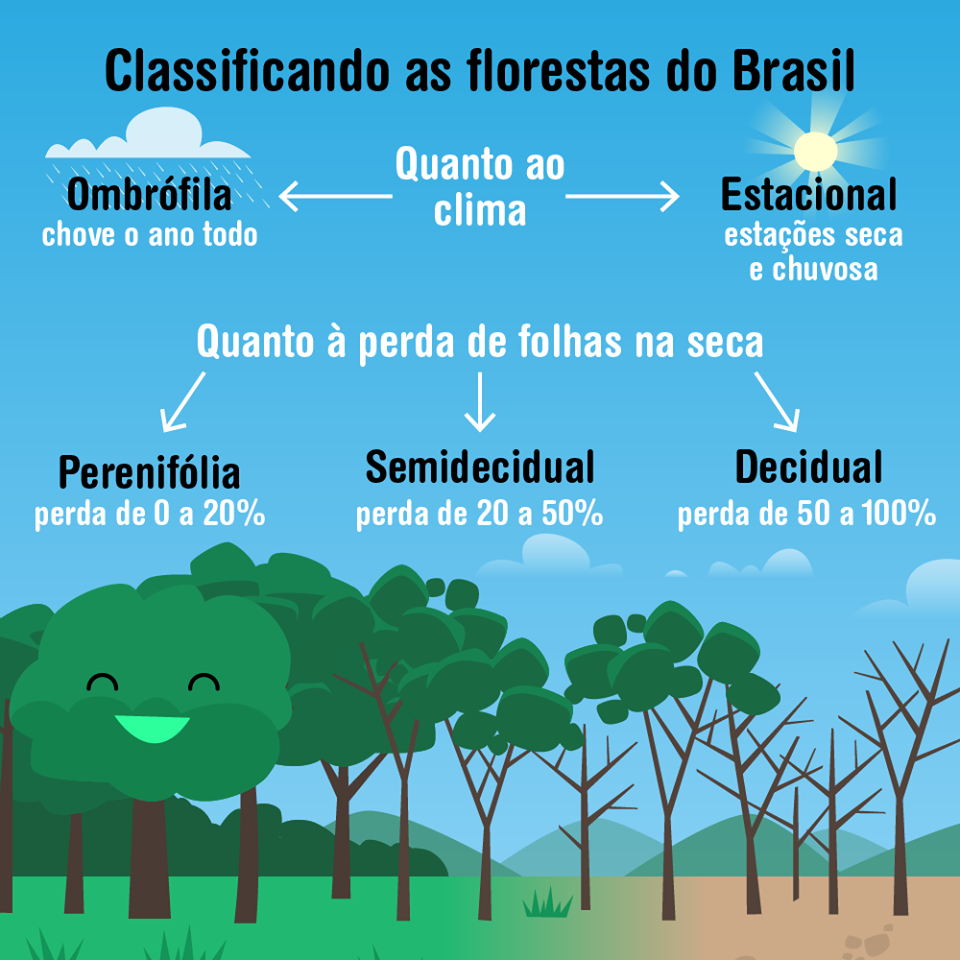 Classificando as florestas do Brasil
Quanto ao
clima
Ombrófila
chove o ano todo
Estacional
estações seca
e chuvosa
Quanto à perda de folhas na seca
Perenifólia
perda de 0 a 20%
Semidecidual
perda de 20 a 50%
Decidual
perda de 50 a 100%